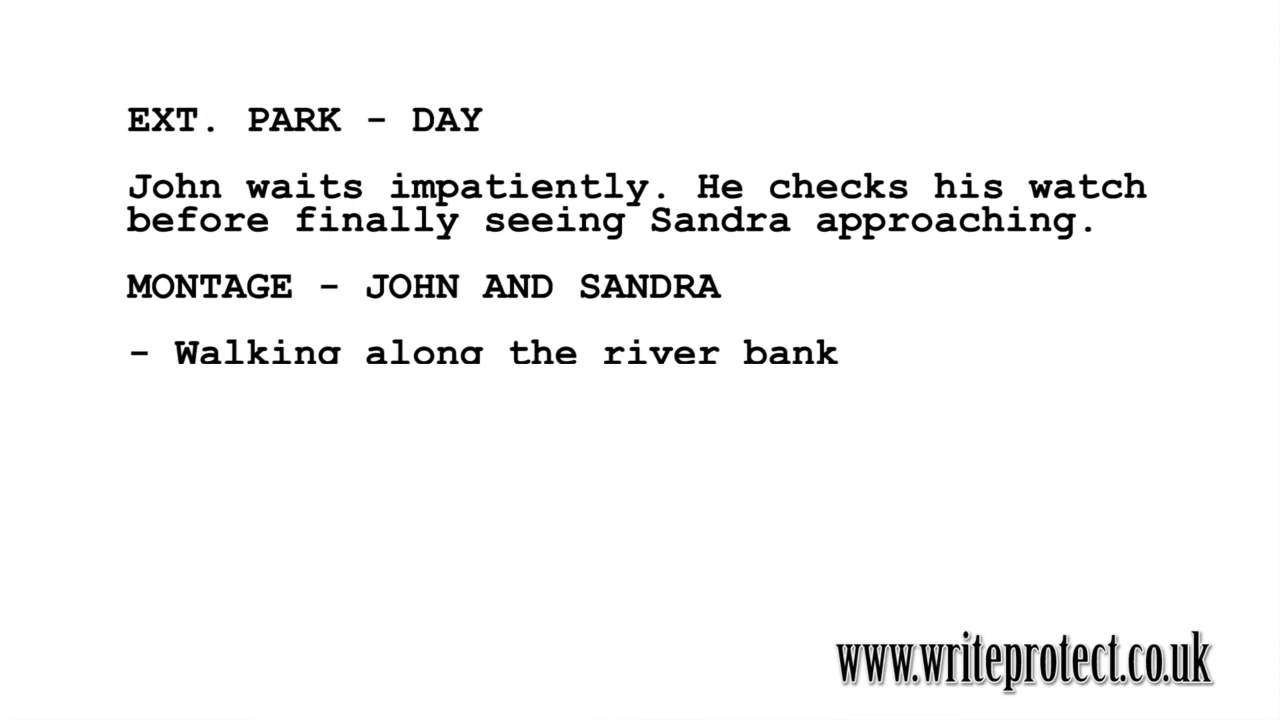 EXT. PARK - DAY
John waits impatiently. He checks his watch
before finally seeing Sandra approaching.
MONTAGE - JOHN AND SANDRA
- Walking along the river bank
www.writeprotect.co.uk